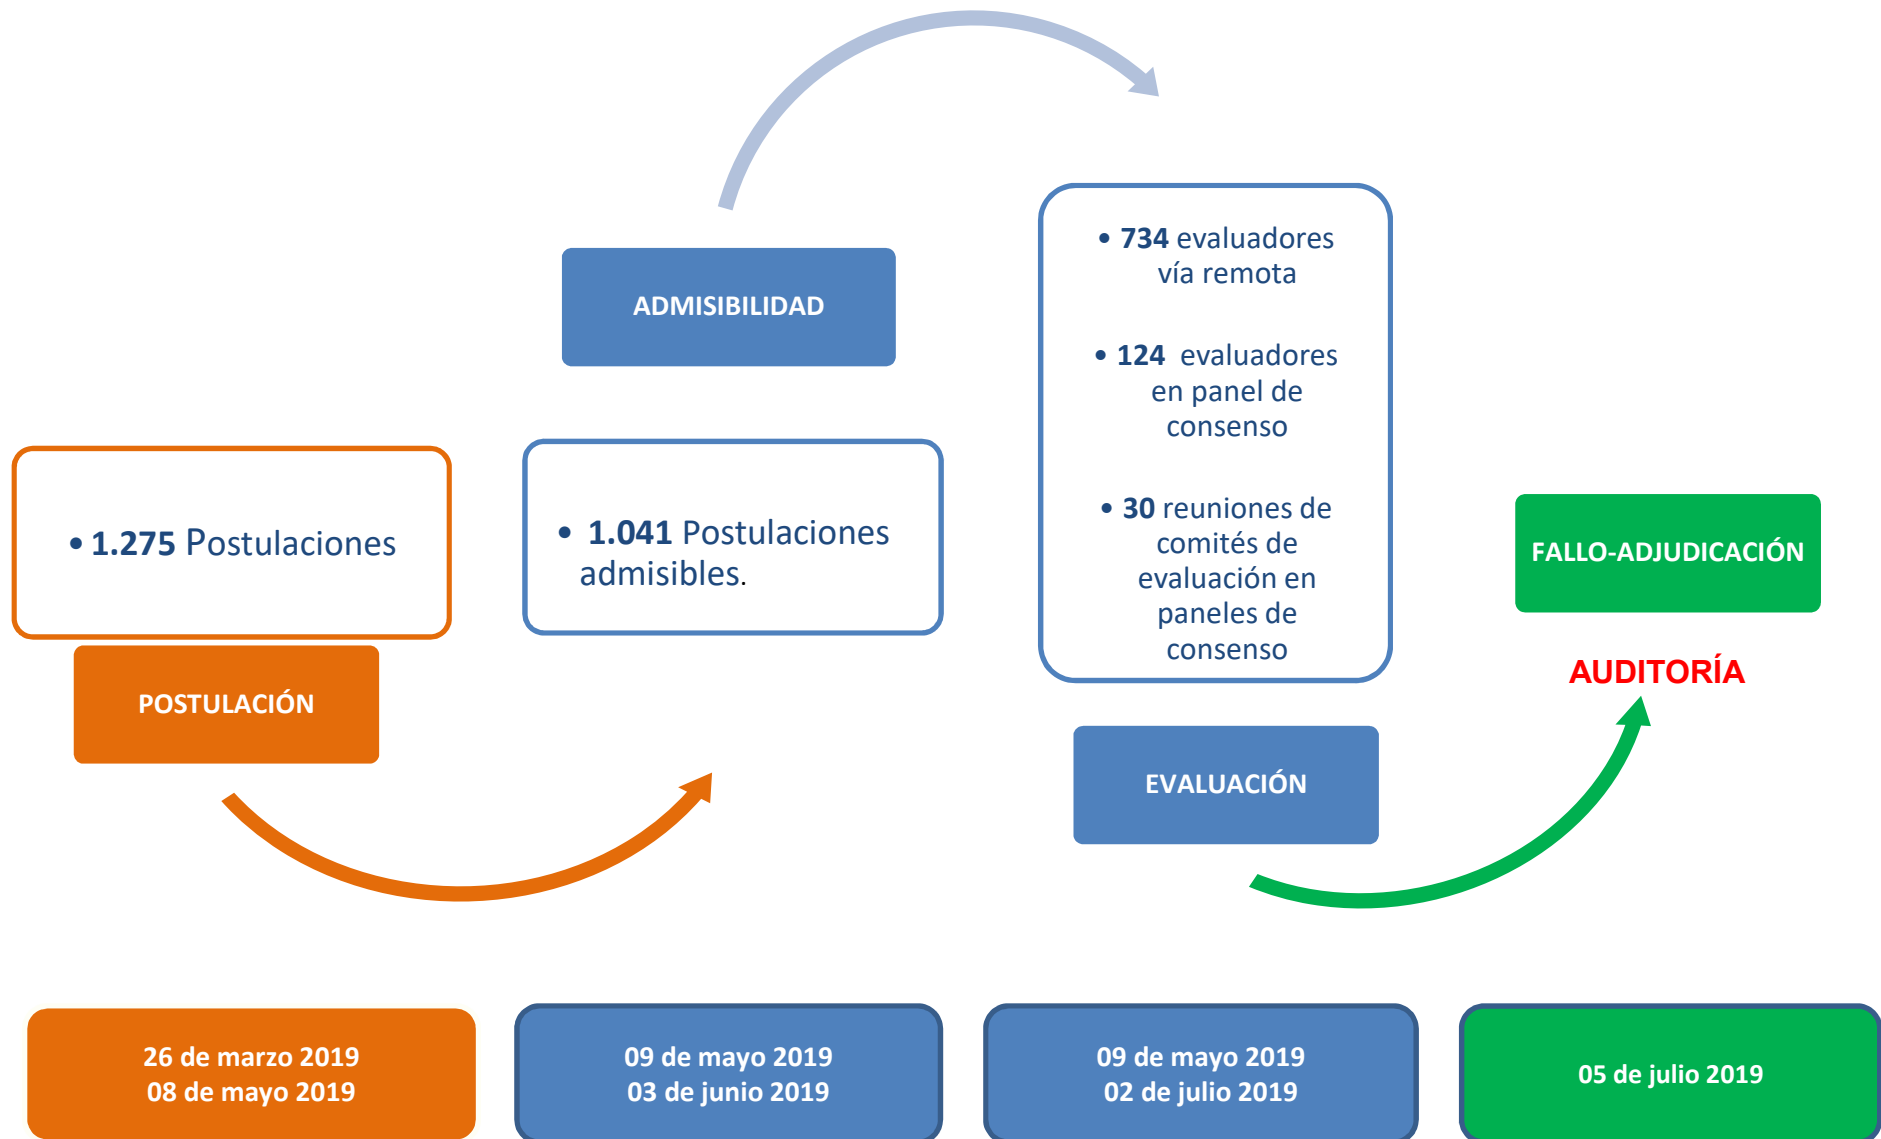 • 1.275 Postulaciones
POSTULACIÓN
ADMISIBILIDAD
• 1.041 Postulaciones
admisibles.
• 734 evaluadores
vía remota
• 124 evaluadores
en panel de
consenso
• 30 reuniones de
comités de
evaluación en
paneles de
consenso
EVALUACIÓN
FALLO-ADJUDICACIÓN
AUDITORÍA
26 de marzo 2019
08 de mayo 2019
09 de mayo 2019
03 de junio 2019
09 de mayo 2019
02 de julio 2019
05 de julio 2019